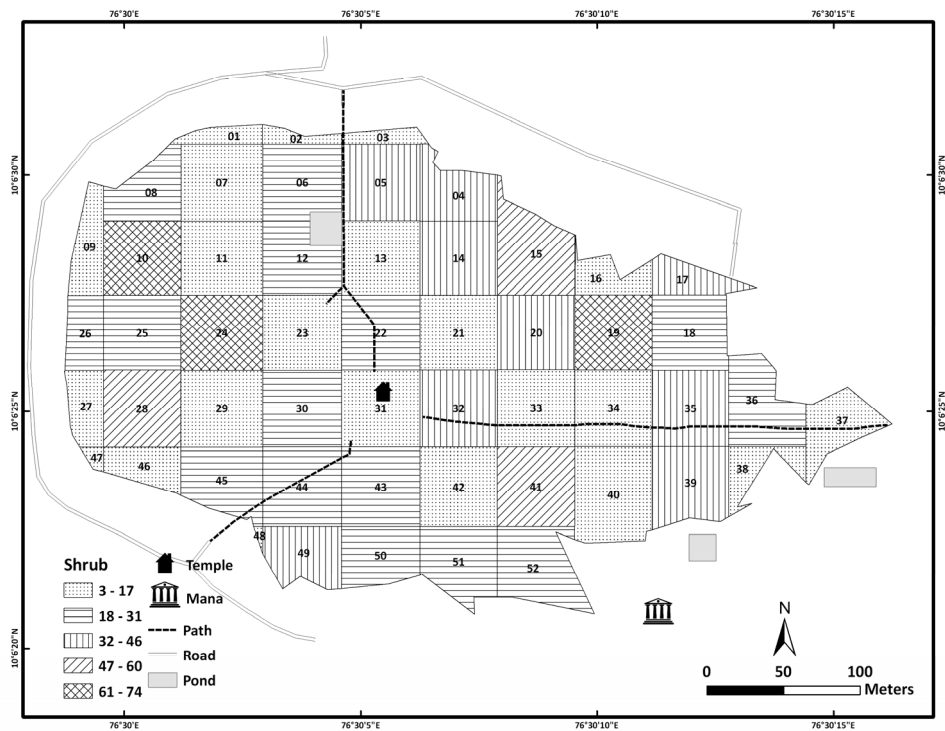 76°30'E 76°30'5"E 76°30'10"E 76°30'15"E
10°6'30"N 10°6'30"N
10°6'25"N 10°6'25"N
10°6'20"N 10°6'20"N
01 02 03
08 07 06 05 04
09 10 11 12 13 14 15 16 17
26 25 24 23 22 21 20 19 18
27 28 29 30 31 32 33 34 35 36 37
47 46 45 44 43 42 41 40 39 38
48 49 50 51 52
Shrub
3 - 17
18 - 31
32 - 46
47 - 60
61 - 74
Temple
Mana
Path
Road
Pond
N
0 50 100
Meters
76°30'E 76°30'5"E 76°30'10"E 76°30'15"E